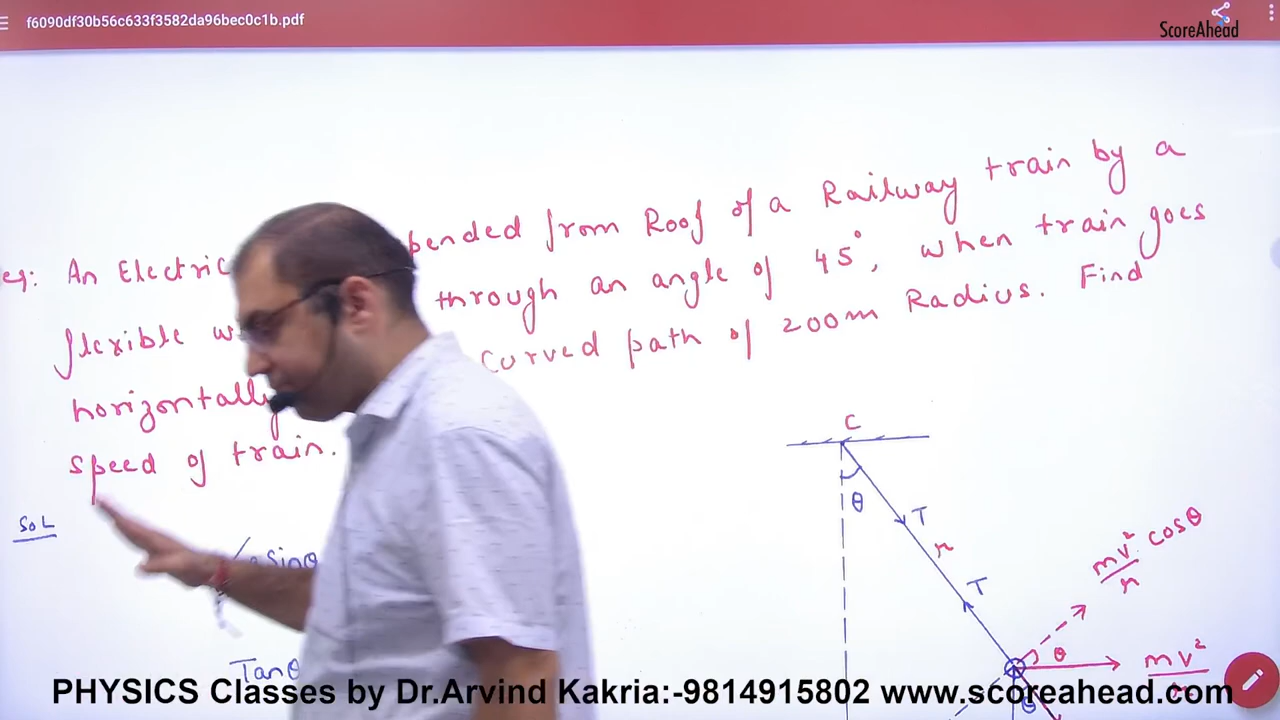 f6090df30b56c633f3582da96bec0c1b.pdf
ScoreAhead
eg: An Electric pended from Roof of a Railway train by a
flexible through an angle of 45°, when train goes
horizontally Curved path of 200m Radius. Find
speed of train.
SoL
C
θ
T
r
T
mv²/r cosθ
θ
mv²
θ
sinθ
Tanθ
PHYSICS Classes by Dr.Arvind Kakria:-9814915802 www.scoreahead.com